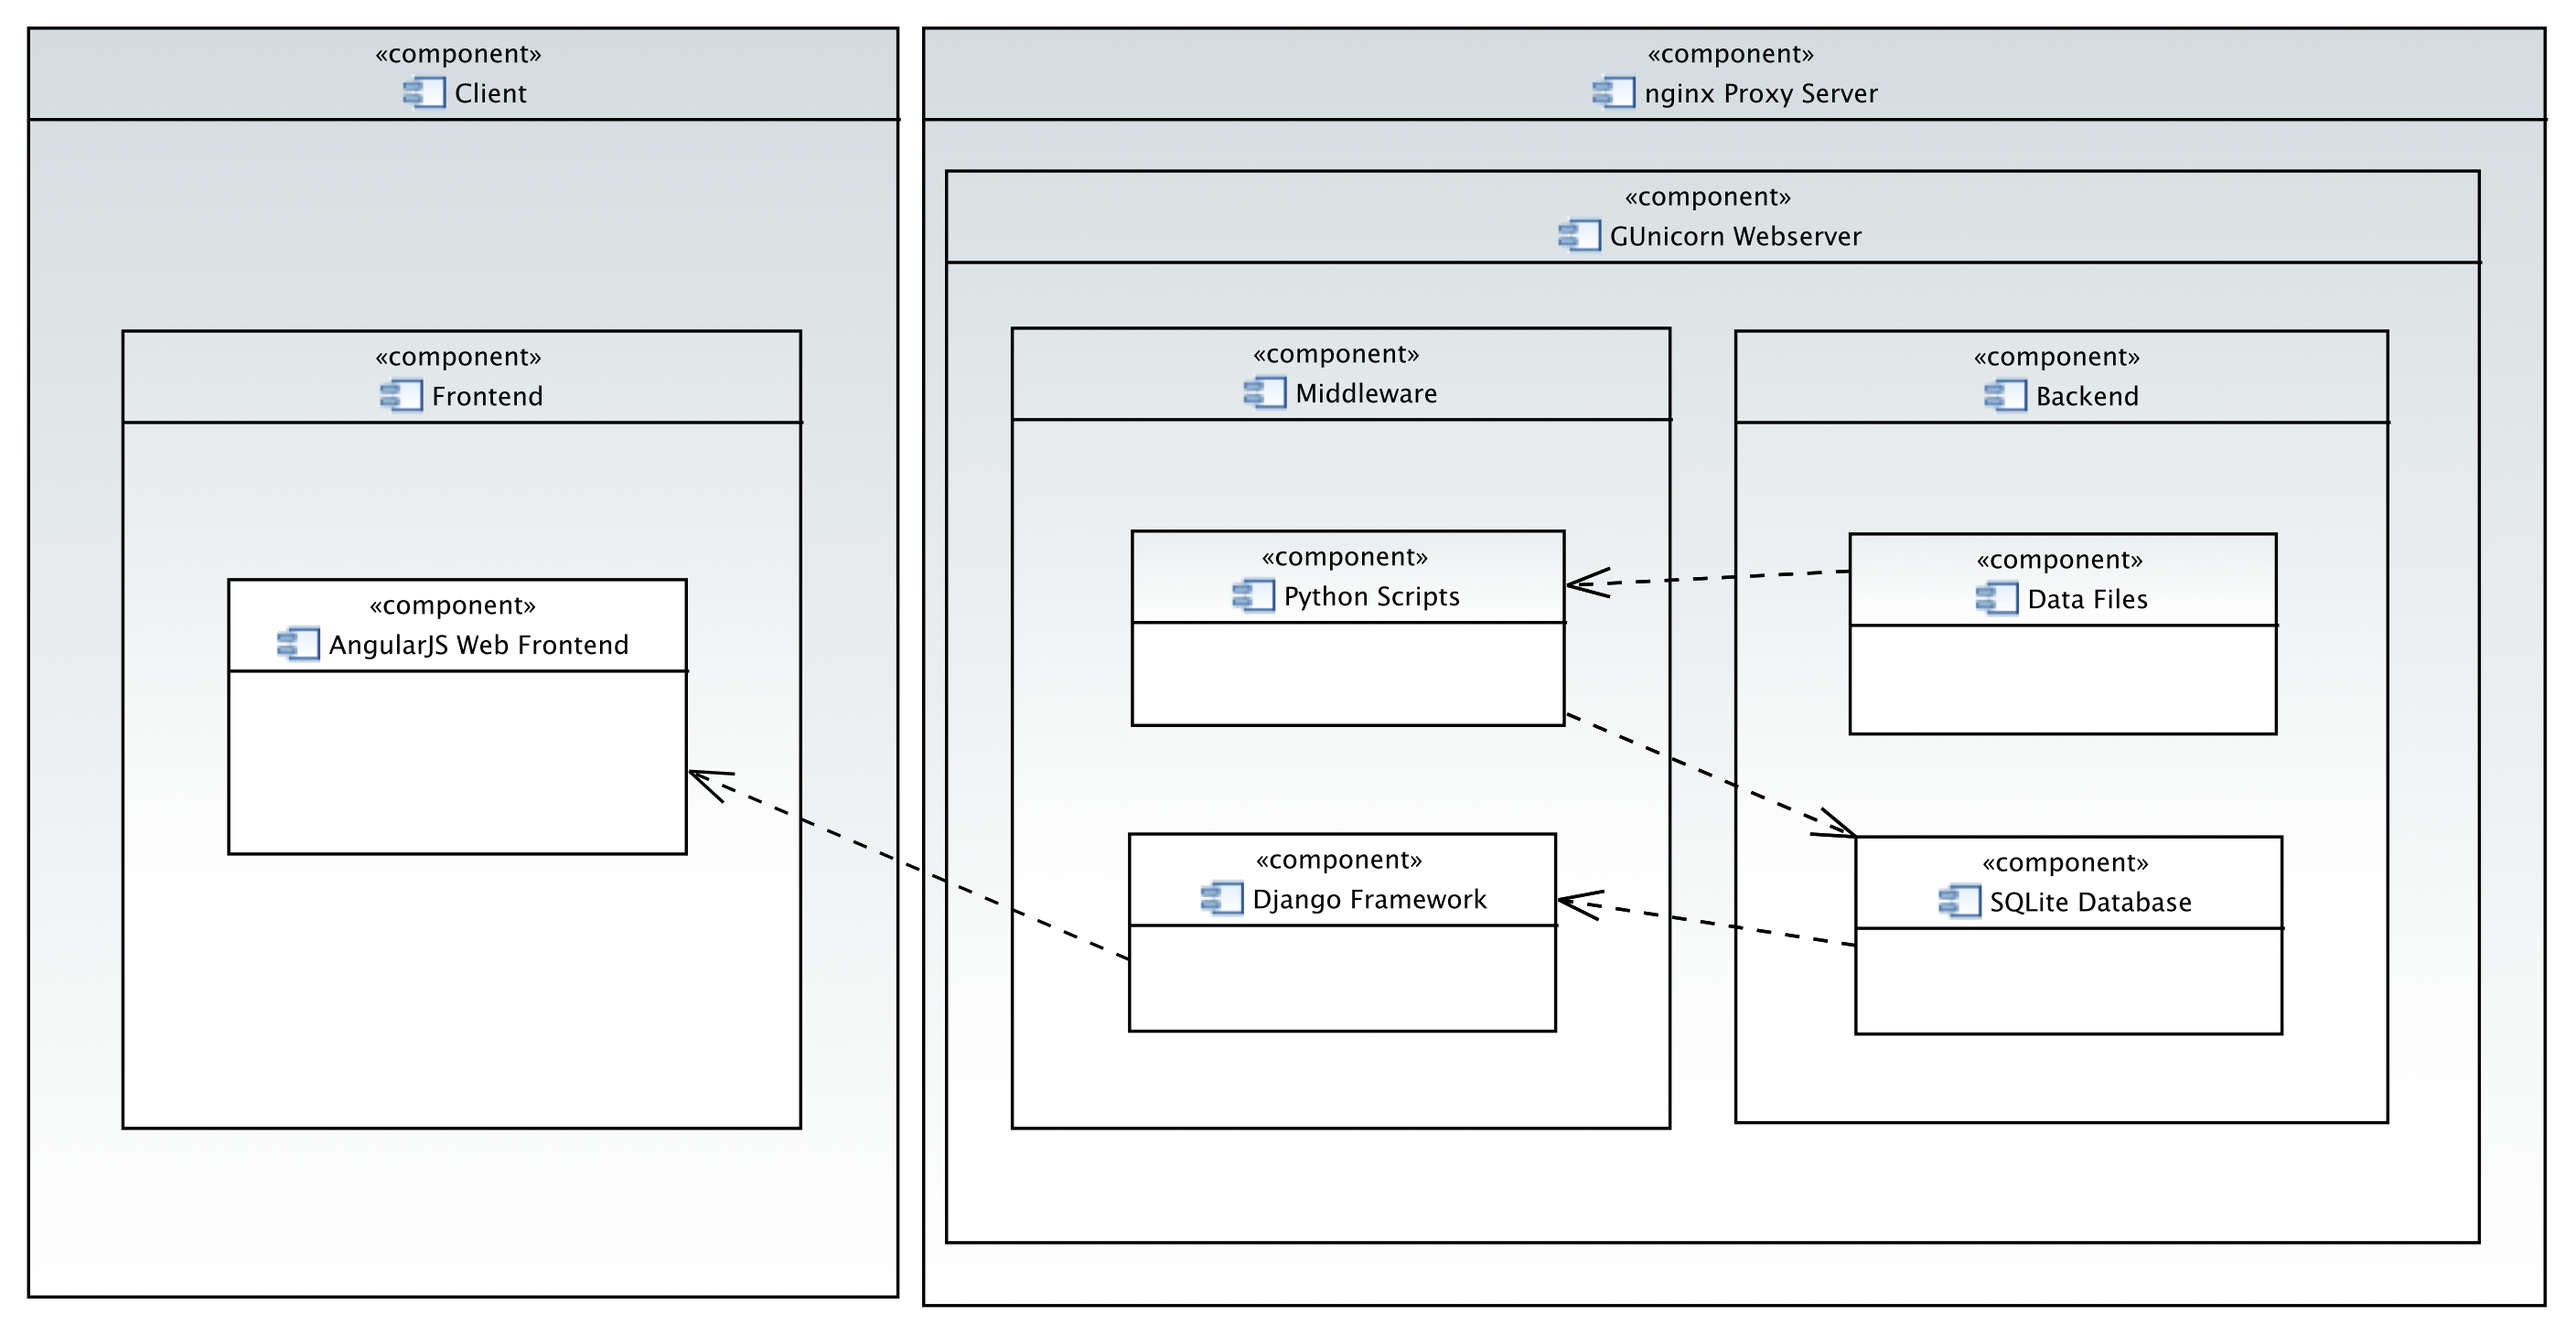 «component»
Client
«component»
nginx Proxy Server
«component»
GUnicorn Webserver
«component»
Frontend
«component»
Middleware
«component»
Backend
«component»
AngularJS Web Frontend
«component»
Python Scripts
«component»
Data Files
«component»
Django Framework
«component»
SQLite Database